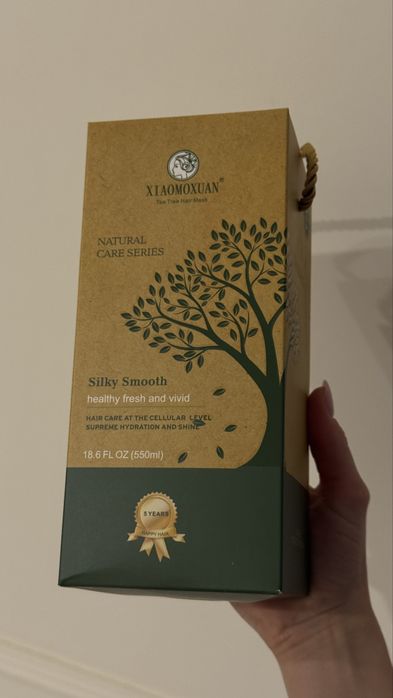 XIAOMOXUAN®
Tea Tree Hair Mask
NATURAL
CARE SERIES
Silky Smooth
healthy fresh and vivid
HAIR CARE AT THE CELLULAR LEVEL
SUPREME HYDRATION AND SHINE
18.6 FL OZ (550ml)
5 YEARS
HAPPY HAIR